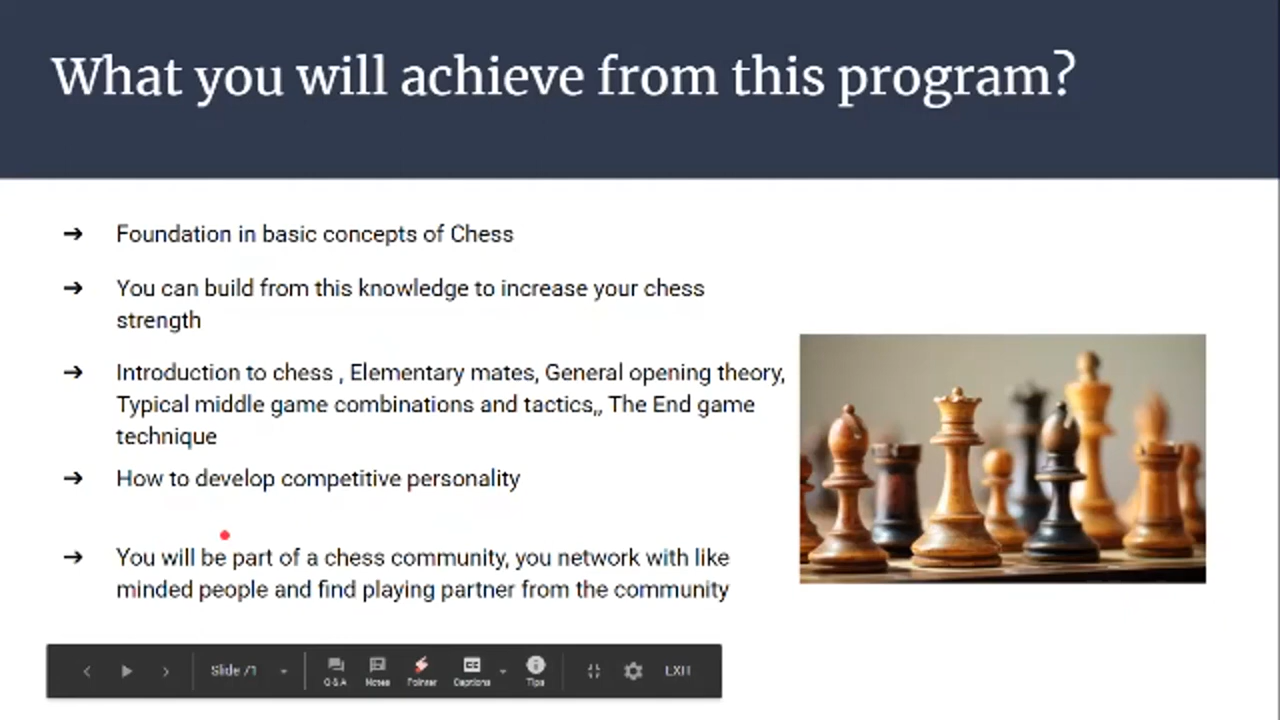 What you will achieve from this program?
➔ Foundation in basic concepts of Chess
➔ You can build from this knowledge to increase your chess
strength
➔ Introduction to chess , Elementary mates, General opening theory,
Typical middle game combinations and tactics,, The End game
technique
➔ How to develop competitive personality
➔ You will be part of a chess community, you network with like
minded people and find playing partner from the community
Slide 71
Q&A Notes Pointer Captions Tips EXIT